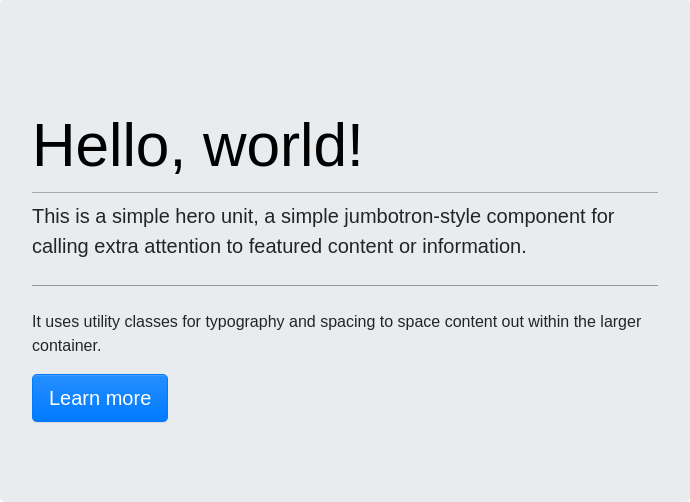 Hello, world!
This is a simple hero unit, a simple jumbotron-style component for
calling extra attention to featured content or information.
It uses utility classes for typography and spacing to space content out within the larger
container.
Learn more